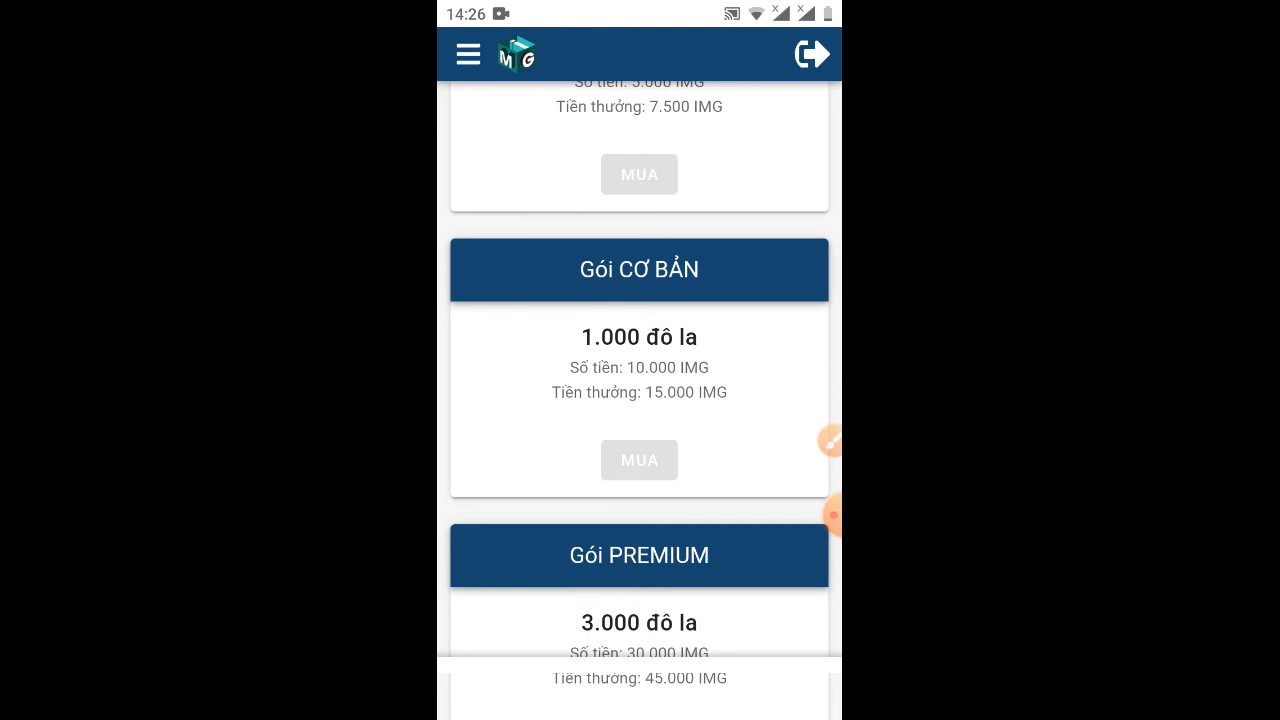 14:26
MG
Số tiền: 5.000 IMG
Tiền thưởng: 7.500 IMG
MUA
Gói CƠ BẢN
1.000 đô la
Số tiền: 10.000 IMG
Tiền thưởng: 15.000 IMG
MUA
Gói PREMIUM
3.000 đô la
Số tiền: 30.000 IMG
Tiền thưởng: 45.000 IMG